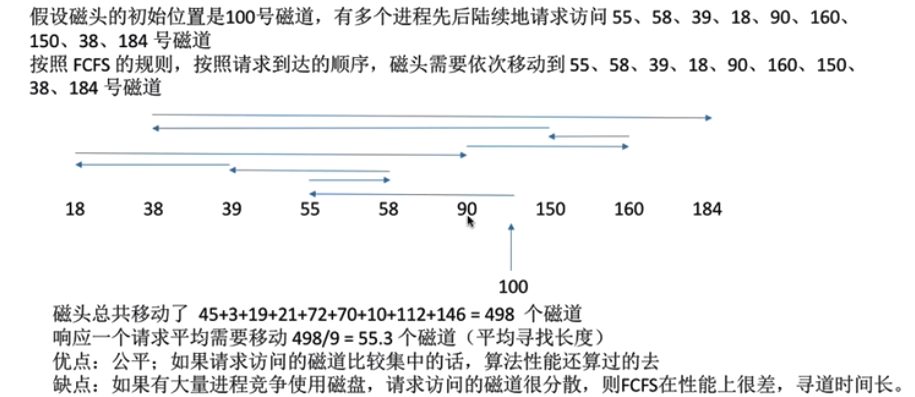 假设磁头的初始位置是100号磁道，有多个进程先后陆续地请求访问 55、58、39、18、90、160、
150、38、184 号磁道
按照 FCFS 的规则，按照请求到达的顺序，磁头需要依次移动到 55、58、39、18、90、160、150、
38、184 号磁道
18 38 39 55 58 90 150 160 184
100
磁头总共移动了 45+3+19+21+72+70+10+112+146 = 498 个磁道
响应一个请求平均需要移动 498/9 = 55.3 个磁道（平均寻找长度）
优点：公平；如果请求访问的磁道比较集中的话，算法性能还算过的去
缺点：如果有大量进程竞争使用磁盘，请求访问的磁道很分散，则FCFS在性能上很差，寻道时间长。